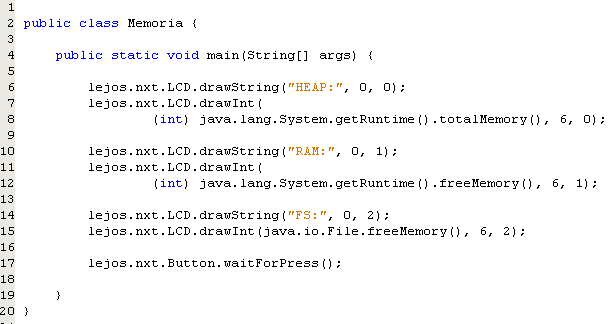 1
2 public class Memoria {
3
4     public static void main(String[] args) {
5
6         lejos.nxt.LCD.drawString("HEAP:", 0, 0);
7         lejos.nxt.LCD.drawInt(
8                 (int) java.lang.System.getRuntime().totalMemory(), 6, 0);
9
10         lejos.nxt.LCD.drawString("RAM:", 0, 1);
11         lejos.nxt.LCD.drawInt(
12                 (int) java.lang.System.getRuntime().freeMemory(), 6, 1);
13
14         lejos.nxt.LCD.drawString("FS:", 0, 2);
15         lejos.nxt.LCD.drawInt(java.io.File.freeMemory(), 6, 2);
16
17         lejos.nxt.Button.waitForPress();
18
19     }
20 }